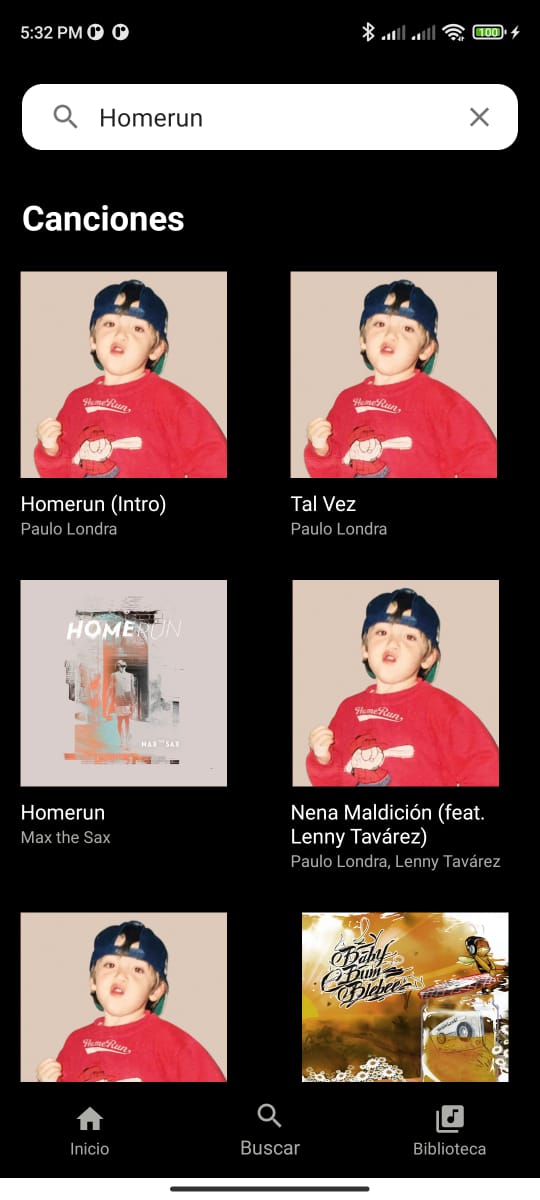 5:32 PM
100
Homerun
Canciones
HomeRun
HomeRun
Homerun (Intro)
Tal Vez
Paulo Londra
Paulo Londra
HOMERUN
MAX THE SAX
HomeRun
Homerun
Nena Maldición (feat.
Lenny Tavárez)
Max the Sax
Paulo Londra, Lenny Tavárez
HomeRun
Baby
Bum
Blebee
Inicio
Buscar
Biblioteca